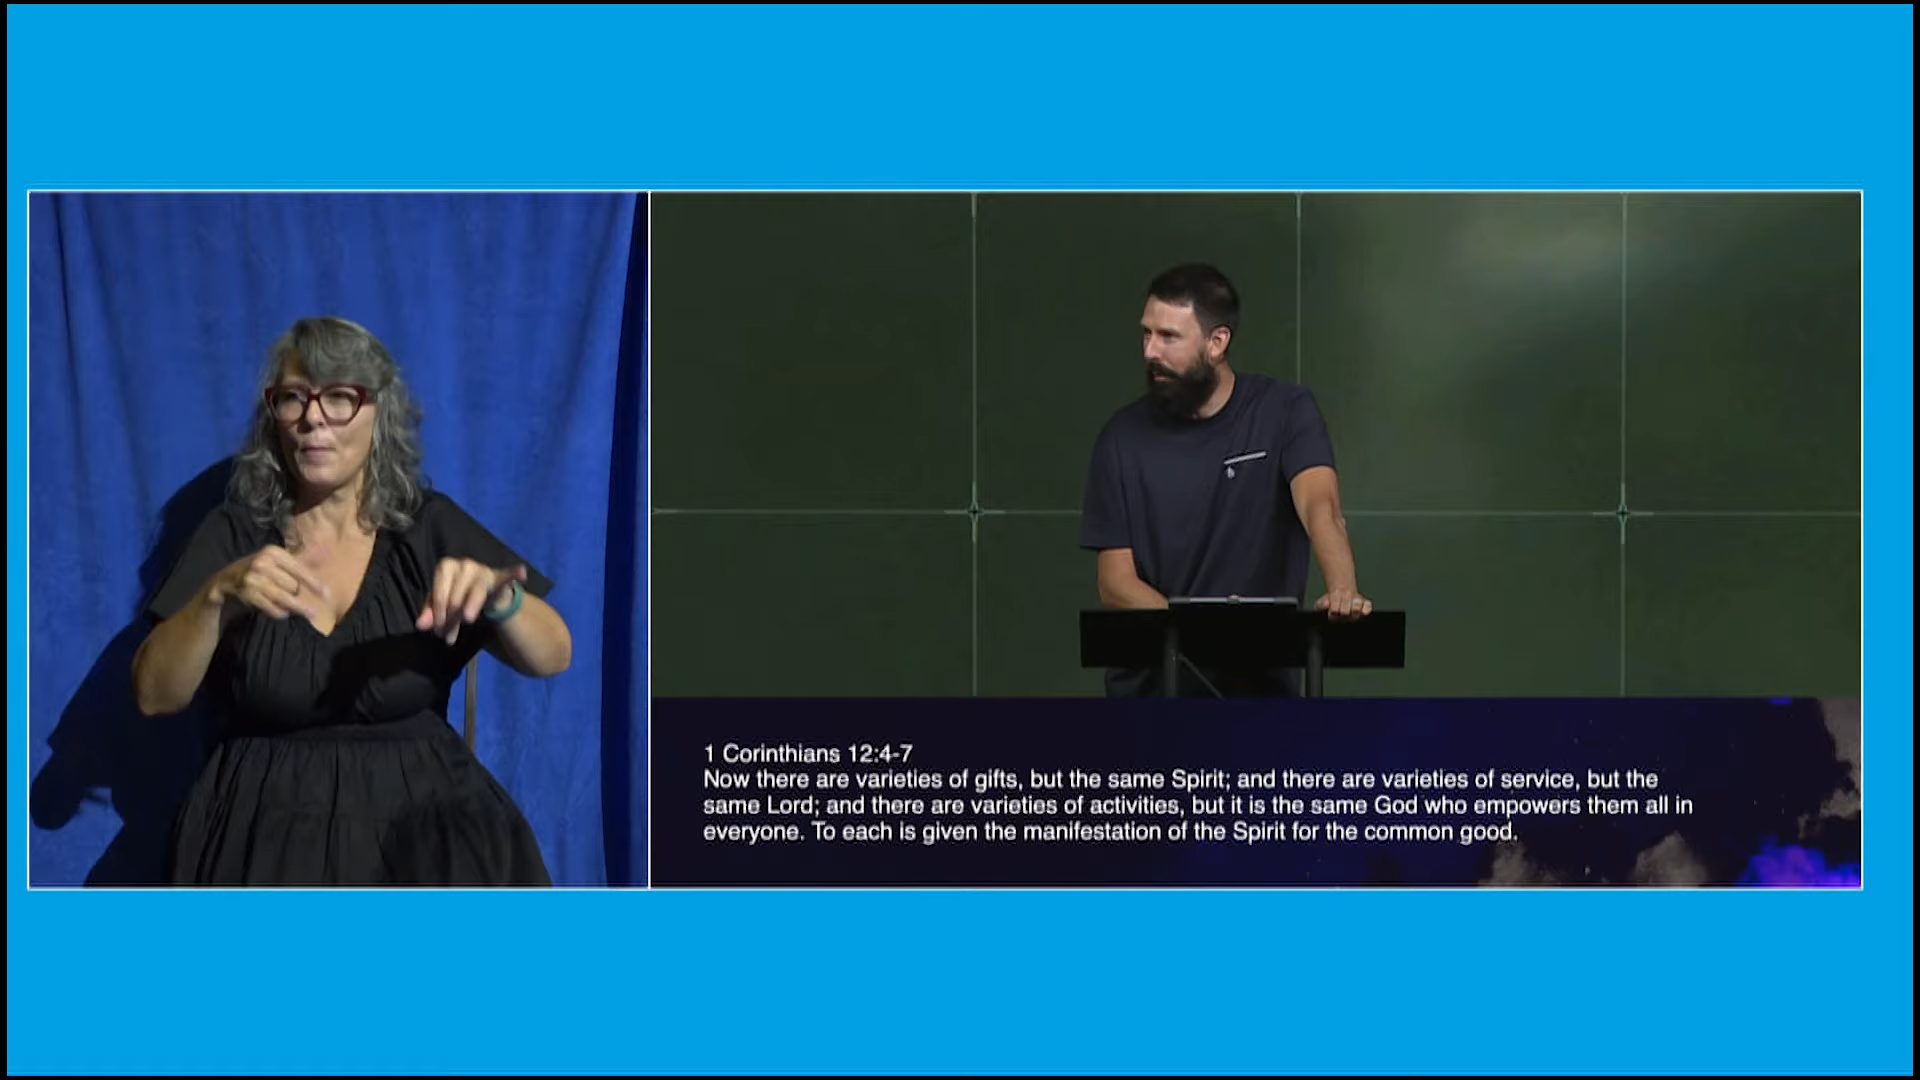 1 Corinthians 12:4-7
Now there are varieties of gifts, but the same Spirit; and there are varieties of service, but the
same Lord; and there are varieties of activities, but it is the same God who empowers them all in
everyone. To each is given the manifestation of the Spirit for the common good.